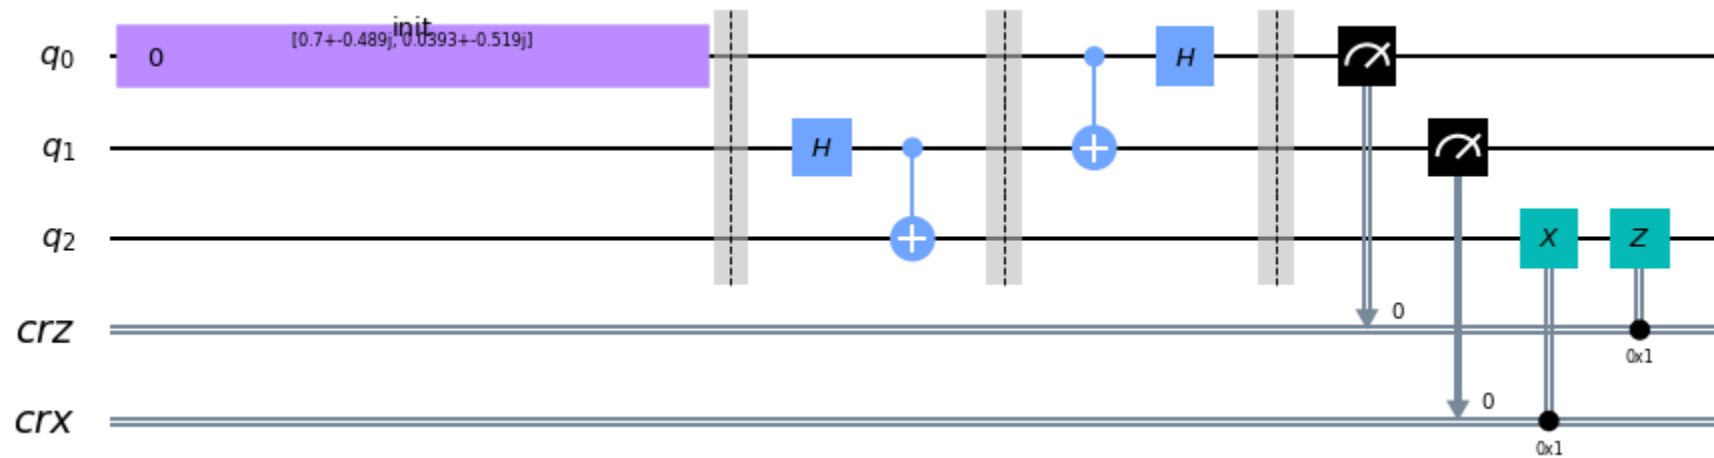 init
[0.7+-0.489j, 0.0393+-0.519j]
q0 0 H
q1 H
q2 X Z
crz 0 0x1
crx 0 0x1